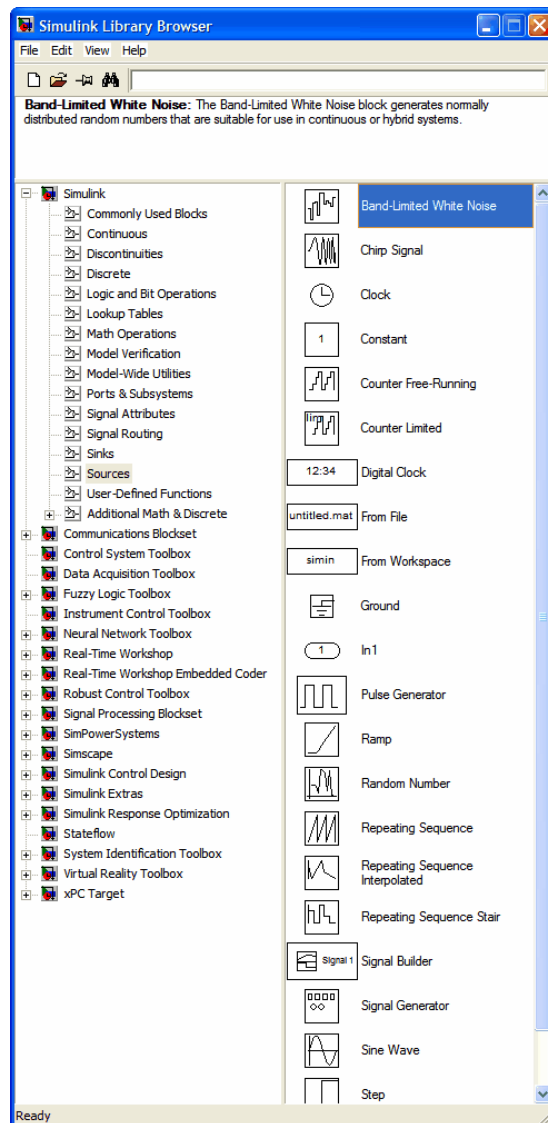 Simulink Library Browser
File Edit View Help
Band-Limited White Noise: The Band-Limited White Noise block generates normally
distributed random numbers that are suitable for use in continuous or hybrid systems.
Simulink
Commonly Used Blocks
Continuous
Discontinuities
Discrete
Logic and Bit Operations
Lookup Tables
Math Operations
Model Verification
Model-Wide Utilities
Ports & Subsystems
Signal Attributes
Signal Routing
Sinks
Sources
User-Defined Functions
Additional Math & Discrete
Communications Blockset
Control System Toolbox
Data Acquisition Toolbox
Fuzzy Logic Toolbox
Instrument Control Toolbox
Neural Network Toolbox
Real-Time Workshop
Real-Time Workshop Embedded Coder
Robust Control Toolbox
Signal Processing Blockset
SimPowerSystems
Simscape
Simulink Control Design
Simulink Extras
Simulink Response Optimization
Stateflow
System Identification Toolbox
Virtual Reality Toolbox
xPC Target
Band-Limited White Noise
Chirp Signal
Clock
1 Constant
Counter Free-Running
lim Counter Limited
12:34 Digital Clock
untitled.mat From File
simin From Workspace
Ground
1 In1
Pulse Generator
Ramp
Random Number
Repeating Sequence
Repeating Sequence
Interpolated
Repeating Sequence Stair
Signal 1 Signal Builder
Signal Generator
Sine Wave
Step
Ready